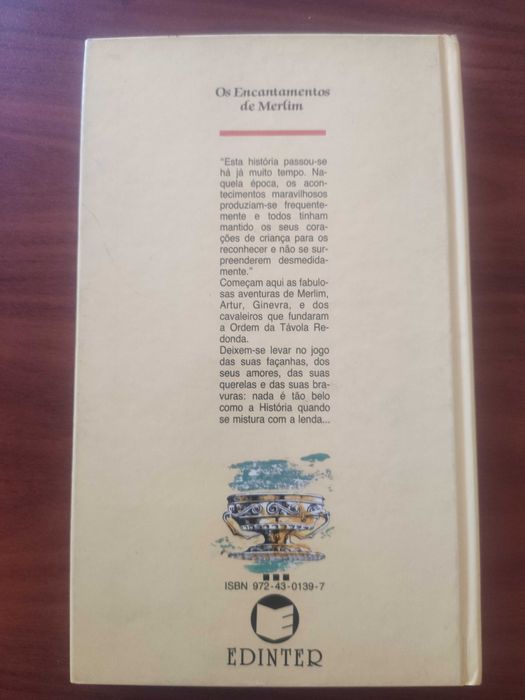 Os Encantamentos
de Merlim
"Esta história passou-se
há já muito tempo. Na-
quela época, os acon-
tecimentos maravilhosos
produziam-se frequente-
mente e todos tinham
mantido os seus cora-
ções de criança para os
reconhecer e não se sur-
preenderem desmedida-
mente."
Começam aqui as fabulo-
sas aventuras de Merlim,
Artur, Ginevra, e dos
cavaleiros que fundaram
a Ordem da Távola Re-
donda.
Deixem-se levar no jogo
das suas façanhas, dos
seus amores, das suas
querelas e das suas bra-
vuras: nada é tão belo
como a História quando
se mistura com a lenda...
ISBN 972-43-0139-7
EDINTER